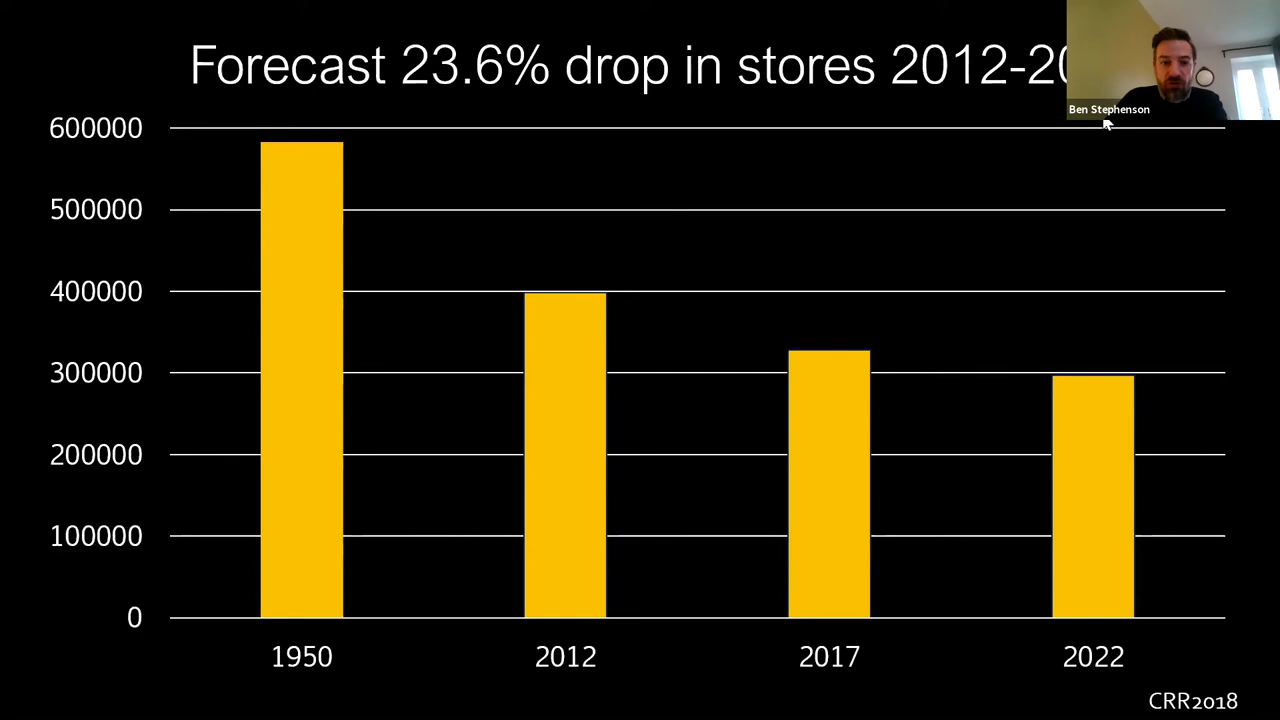 Forecast 23.6% drop in stores 2012-20
Ben Stephenson
600000
500000
400000
300000
200000
100000
0
1950 2012 2017 2022
CRR2018